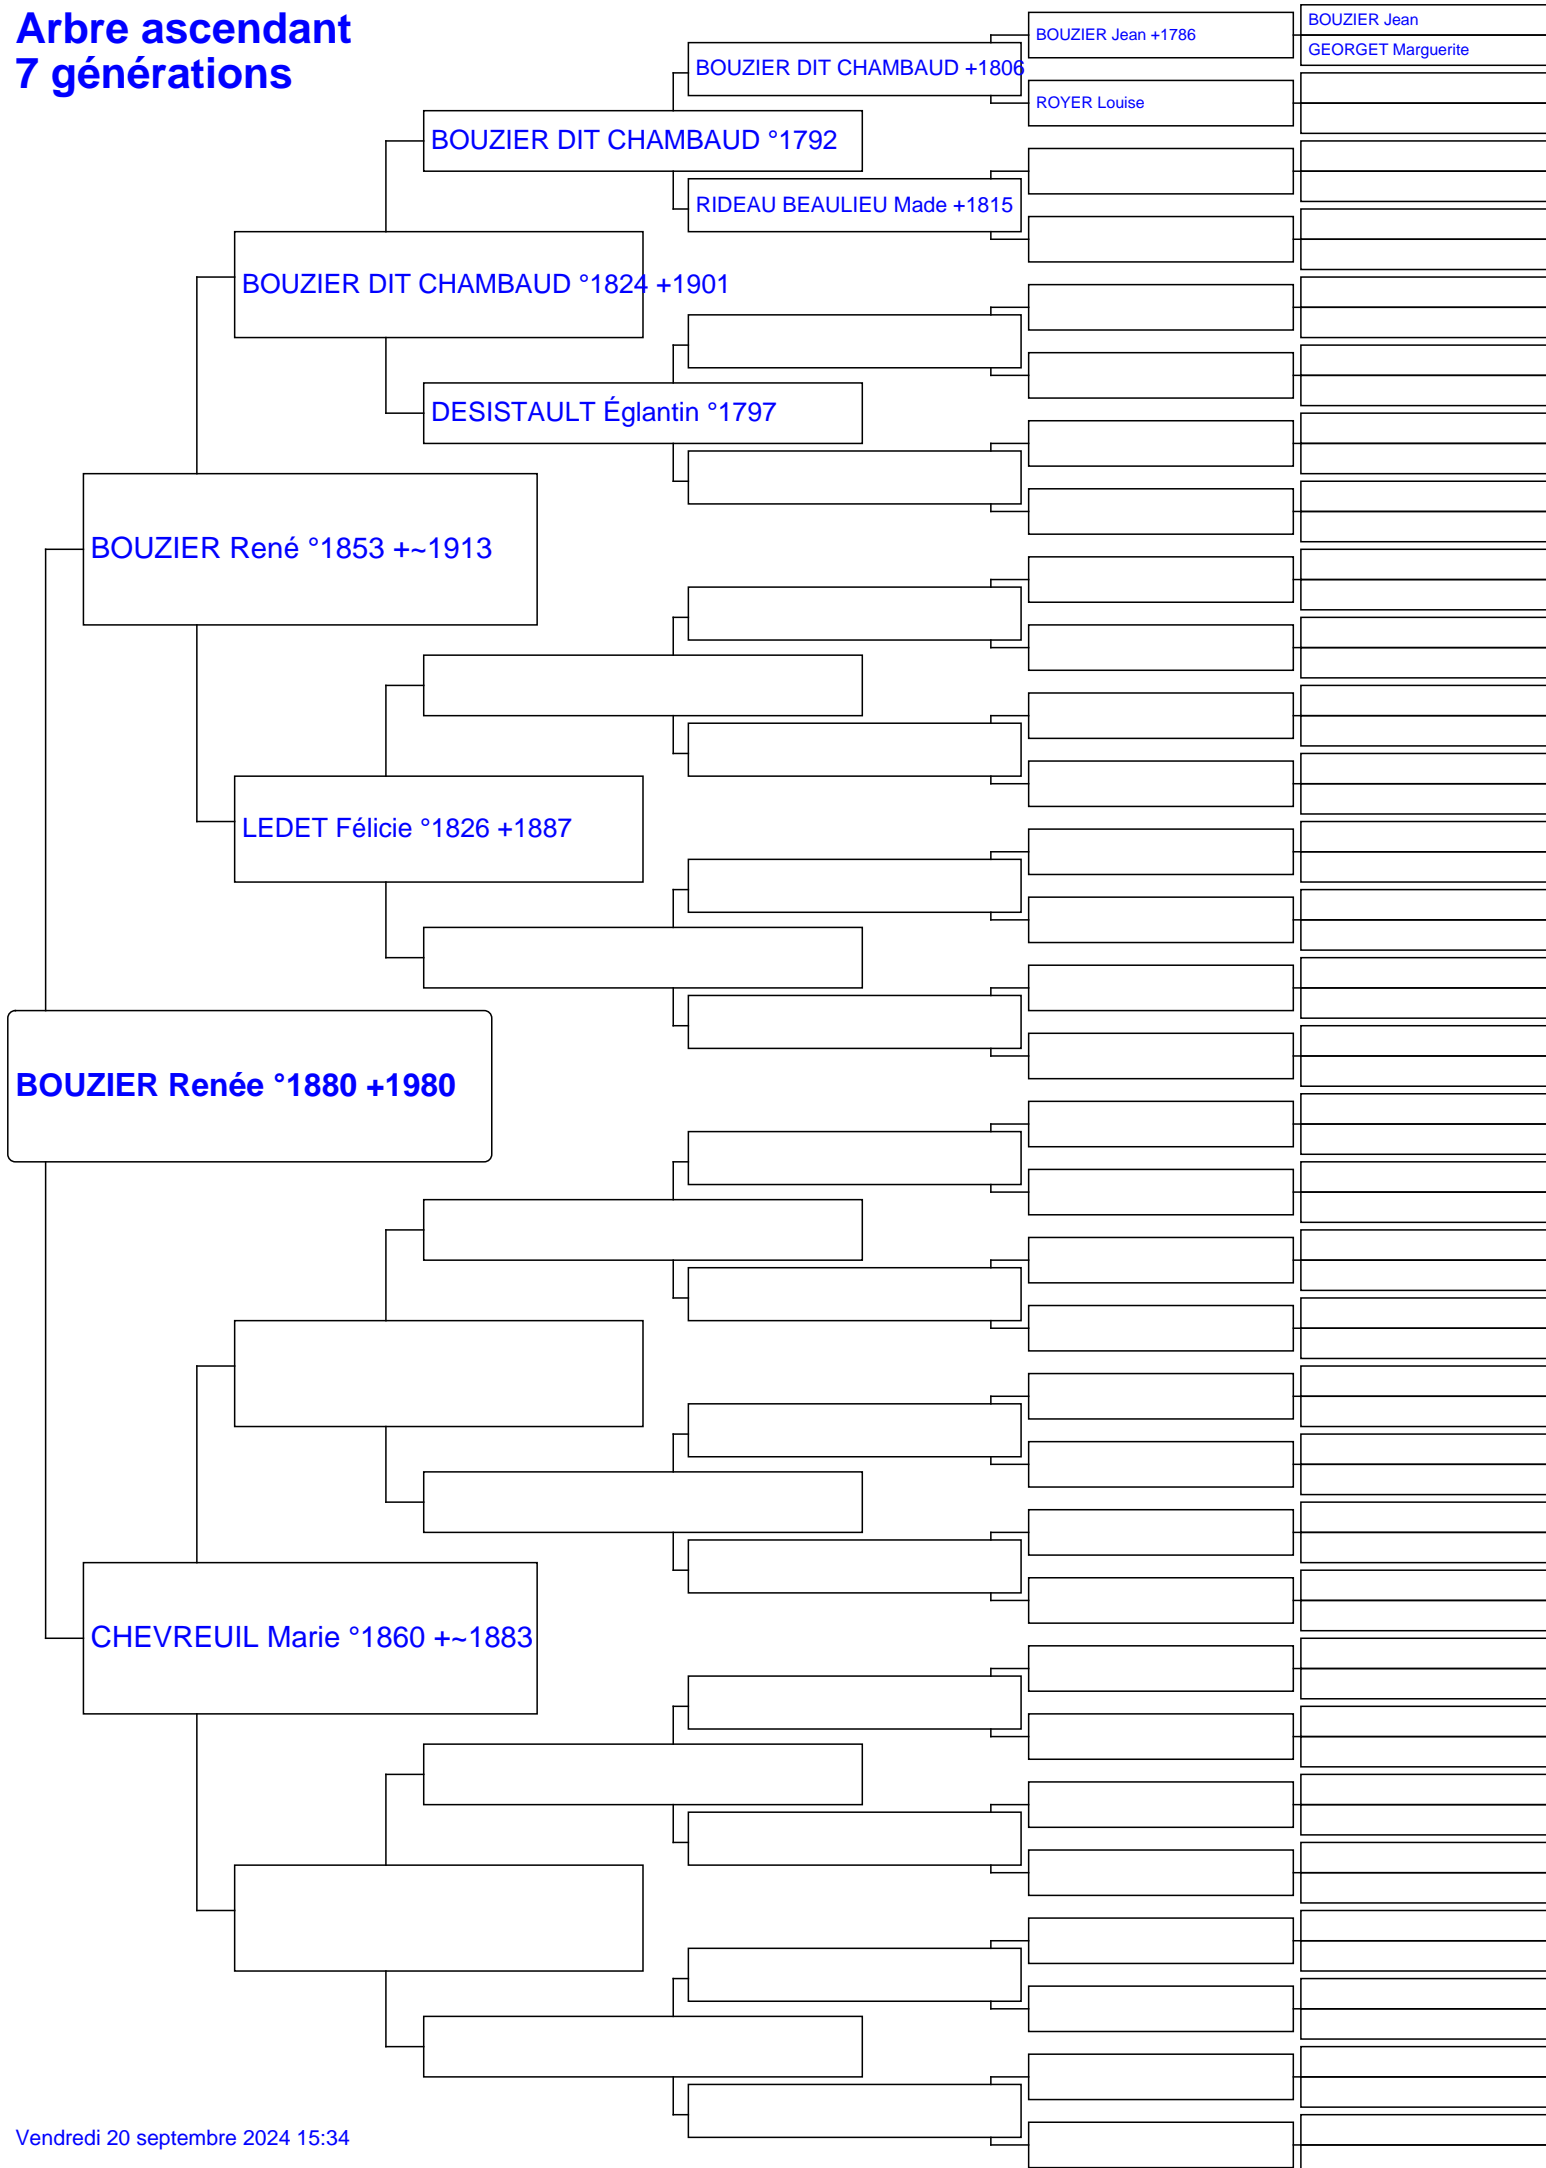 Arbre ascendant
7 générations
BOUZIER Jean
GEORGET Marguerite
BOUZIER Jean +1786
BOUZIER DIT CHAMBAUD +1806
ROYER Louise
BOUZIER DIT CHAMBAUD °1792
RIDEAU BEAULIEU Made +1815
BOUZIER DIT CHAMBAUD °1824 +1901
DESISTAULT Églantin °1797
BOUZIER René °1853 +~1913
LEDET Félicie °1826 +1887
BOUZIER Renée °1880 +1980
CHEVREUIL Marie °1860 +~1883
Vendredi 20 septembre 2024 15:34